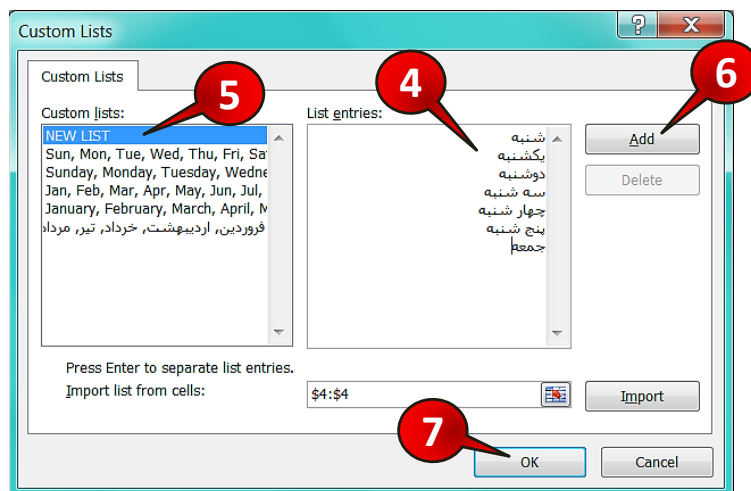 Custom Lists
Custom Lists
5
4
6
Custom lists:
List entries:
NEW LIST
Sun, Mon, Tue, Wed, Thu, Fri, Sa
Sunday, Monday, Tuesday, Wedne
Jan, Feb, Mar, Apr, May, Jun, Jul,
January, February, March, April, M
فروردین, اردیبهشت, خرداد, تیر, مرداد
شنبه
یکشنبه
دوشنبه
سه شنبه
چهار شنبه
پنج شنبه
جمعه
Add
Delete
Press Enter to separate list entries.
Import list from cells:
$4:$4
Import
7
OK
Cancel